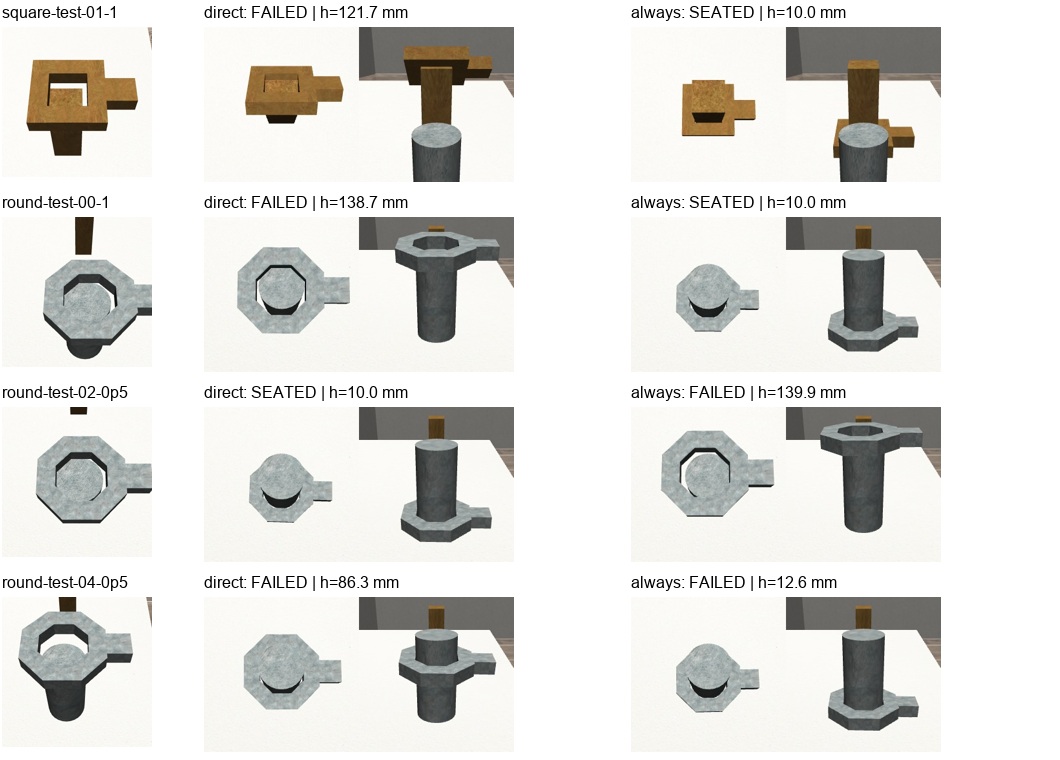 square-test-01-1 direct: FAILED | h=121.7 mm always: SEATED | h=10.0 mm
round-test-00-1 direct: FAILED | h=138.7 mm always: SEATED | h=10.0 mm
round-test-02-0p5 direct: SEATED | h=10.0 mm always: FAILED | h=139.9 mm
round-test-04-0p5 direct: FAILED | h=86.3 mm always: FAILED | h=12.6 mm